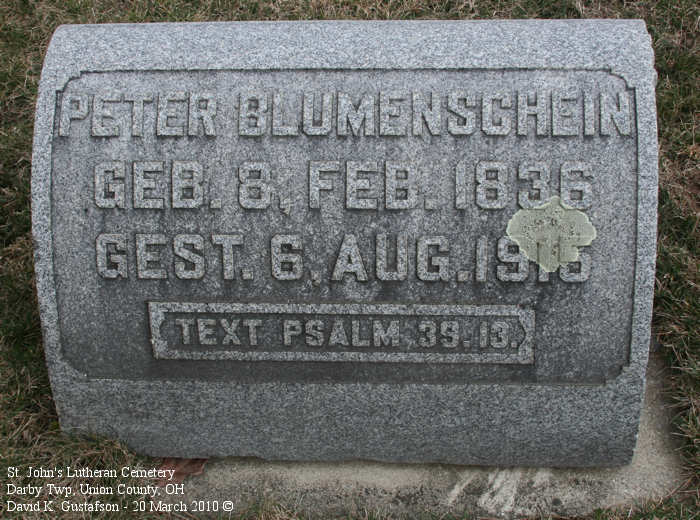 PETER BLUMENSCHEIN
GEB. 8, FEB. 1836
GEST. 6, AUG.
TEXT PSALM 39.13.
St. John's Lutheran Cemetery
Darby Twp, Union County, OH
David K. Gustafson - 20 March 2010 ©